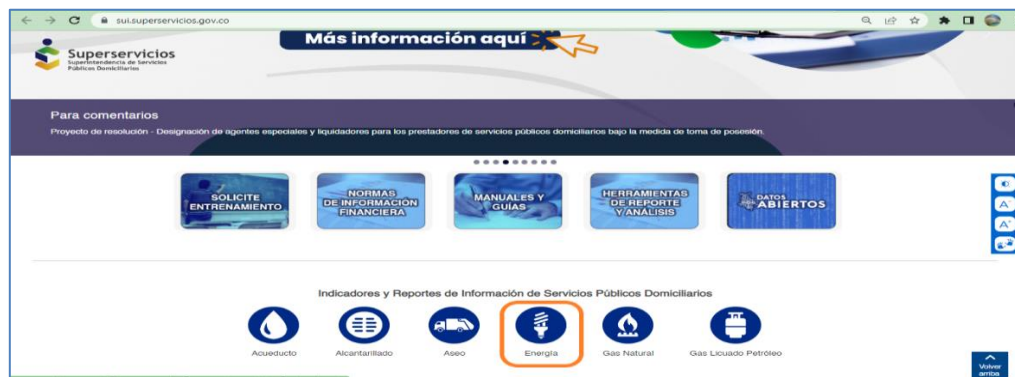 sui.superservicios.gov.co
Más información aquí
Superservicios
Superintendencia de Servicios
Públicos Domiciliarios
Para comentarios
Proyecto de resolución - Designación de agentes especiales y liquidadores para los prestadores de servicios públicos domiciliarios bajo la medida de toma de posesión.
SOLICITE
ENTRENAMIENTO
NORMAS
DE INFORMACIÓN
FINANCIERA
MANUALES Y
GUÍAS
HERRAMIENTAS
DE REPORTE
Y ANÁLISIS
DATOS
ABIERTOS
A-
A+
Indicadores y Reportes de Información de Servicios Públicos Domiciliarios
Acueducto
Alcantarillado
Aseo
Energía
Gas Natural
Gas Licuado Petróleo
Volver
arriba